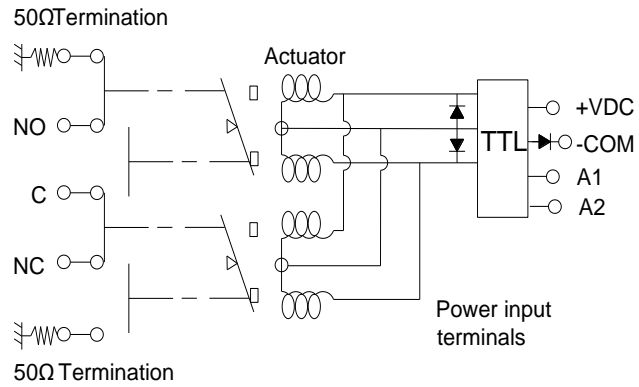 50ΩTermination
Actuator
NO
C
NC
50Ω Termination
TTL
+VDC
-COM
A1
A2
Power input
terminals